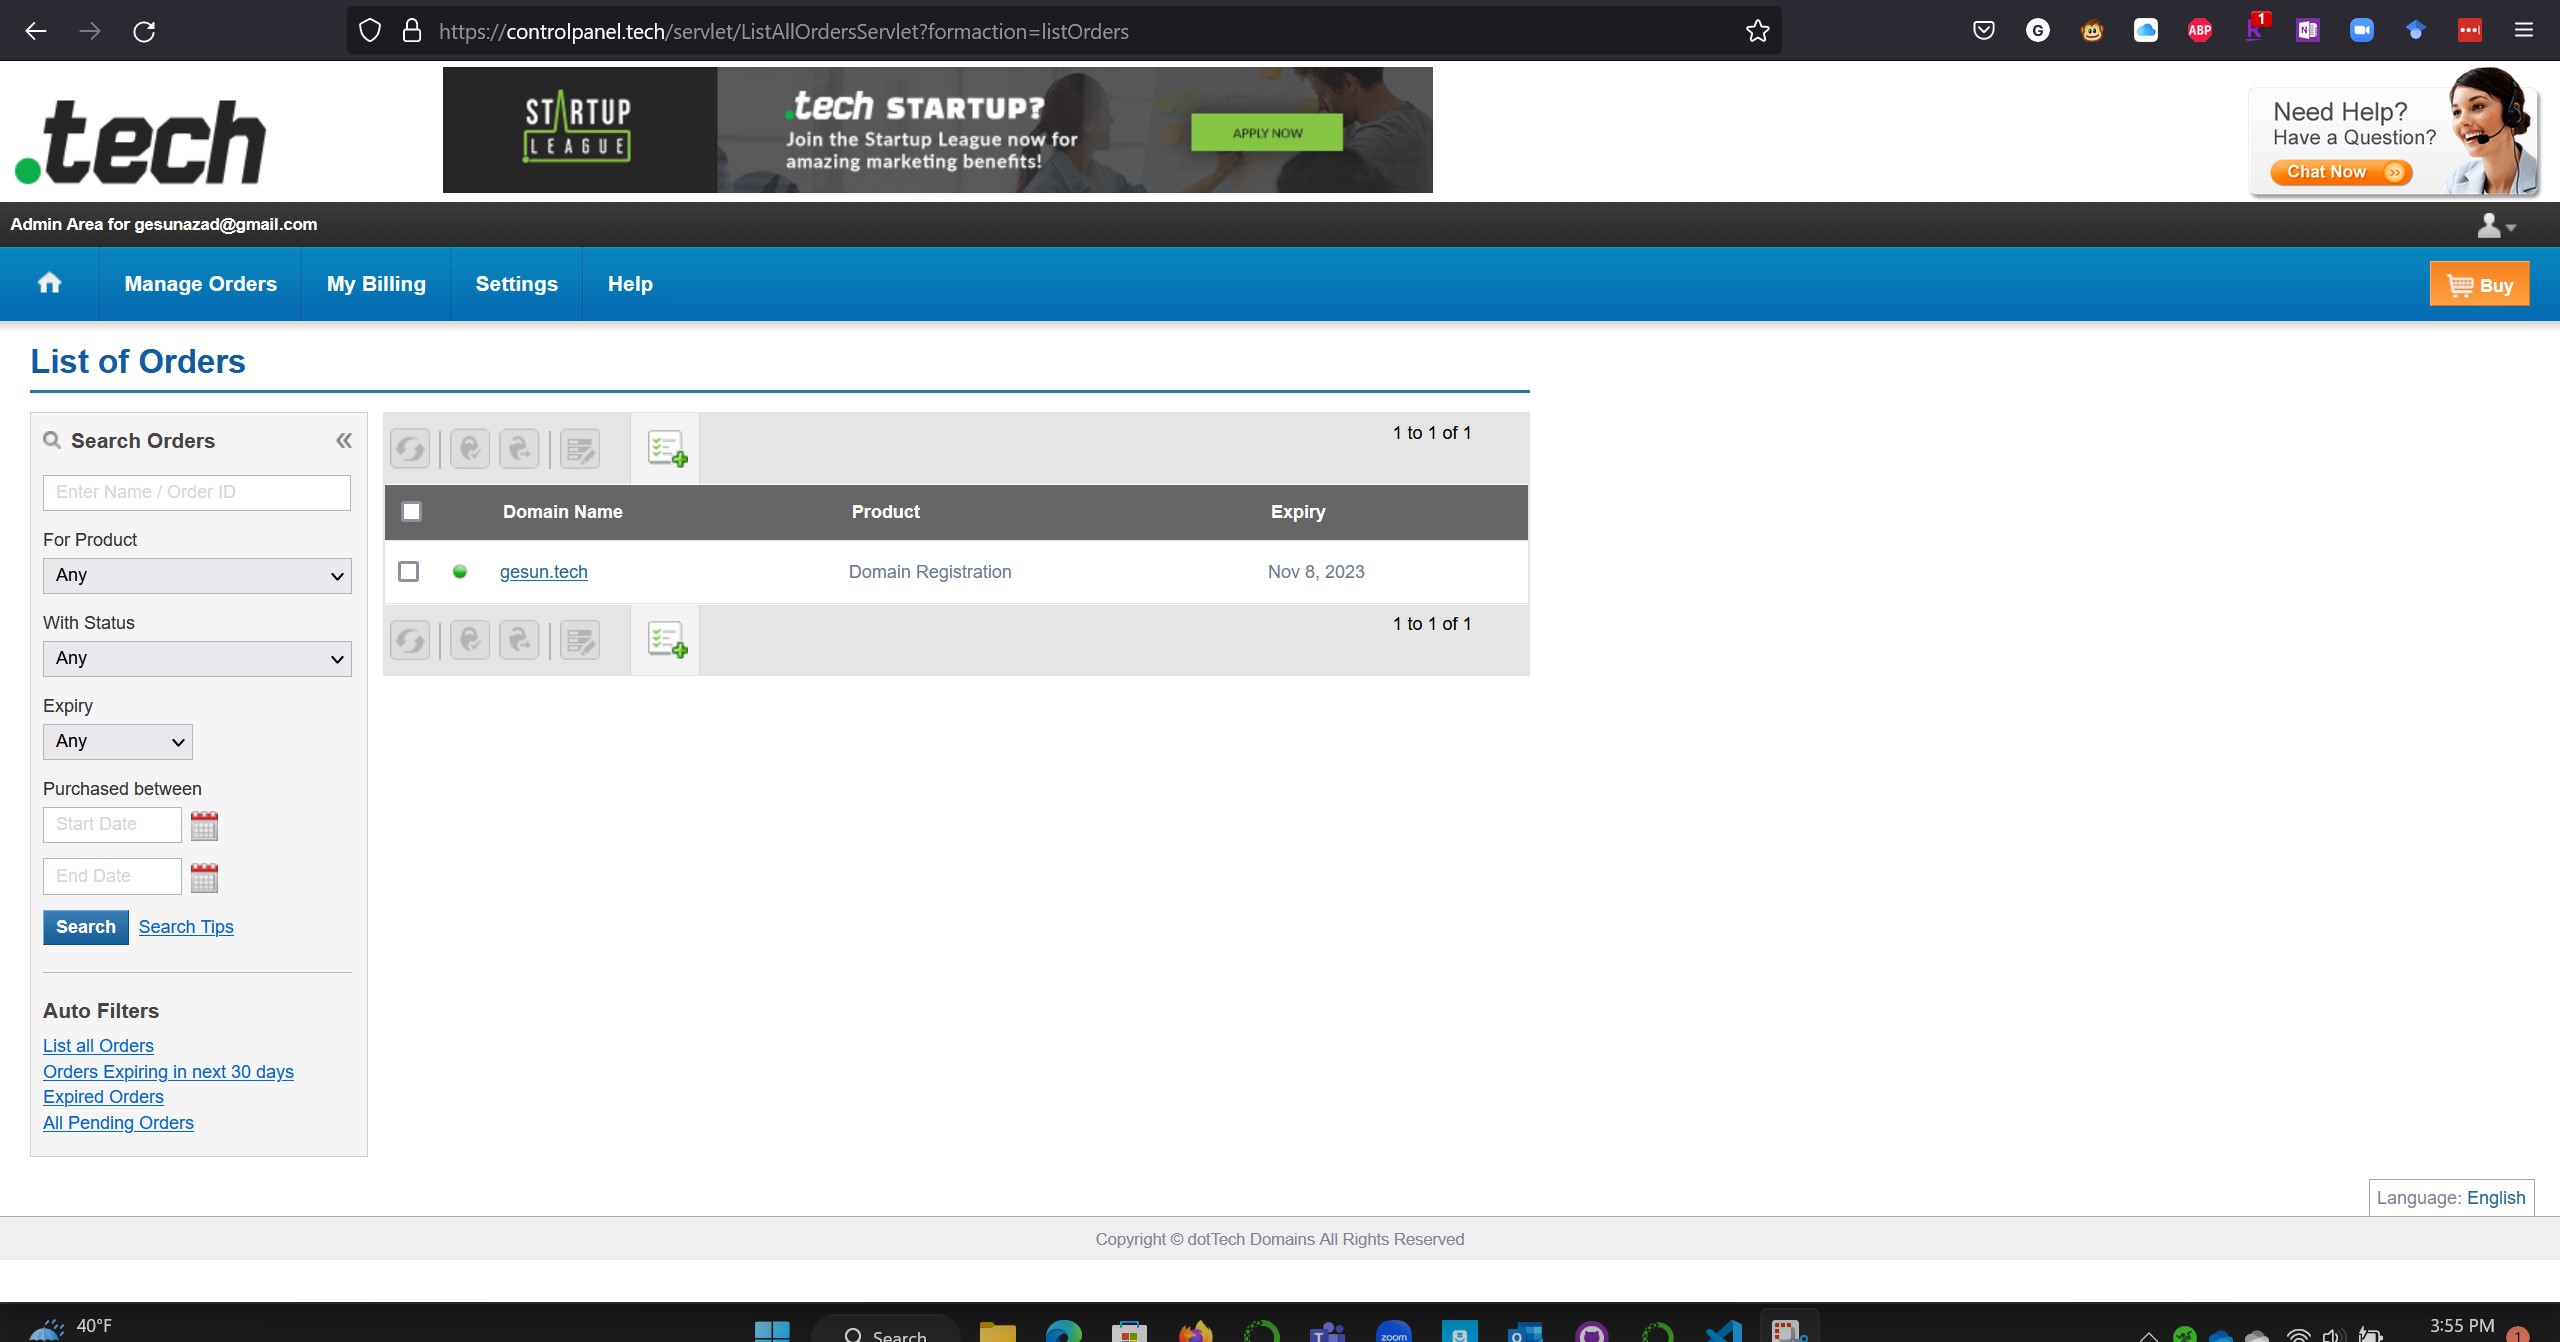 https://controlpanel.tech/servlet/ListAllOrdersServlet?formaction=listOrders
G
ABP
1
.tech
STARTUP
LEAGUE
.tech STARTUP?
Join the Startup League now for
amazing marketing benefits!
APPLY NOW
Need Help?
Have a Question?
Chat Now
Admin Area for gesunazad@gmail.com
Manage Orders
My Billing
Settings
Help
Buy
List of Orders
Search Orders
Enter Name / Order ID
For Product
Any
With Status
Any
Expiry
Any
Purchased between
Start Date
End Date
Search Search Tips
Auto Filters
List all Orders
Orders Expiring in next 30 days
Expired Orders
All Pending Orders
1 to 1 of 1
Domain Name Product Expiry
gesun.tech Domain Registration Nov 8, 2023
1 to 1 of 1
Language: English
Copyright © dotTech Domains All Rights Reserved
40°F
Search
zoom
3:55 PM